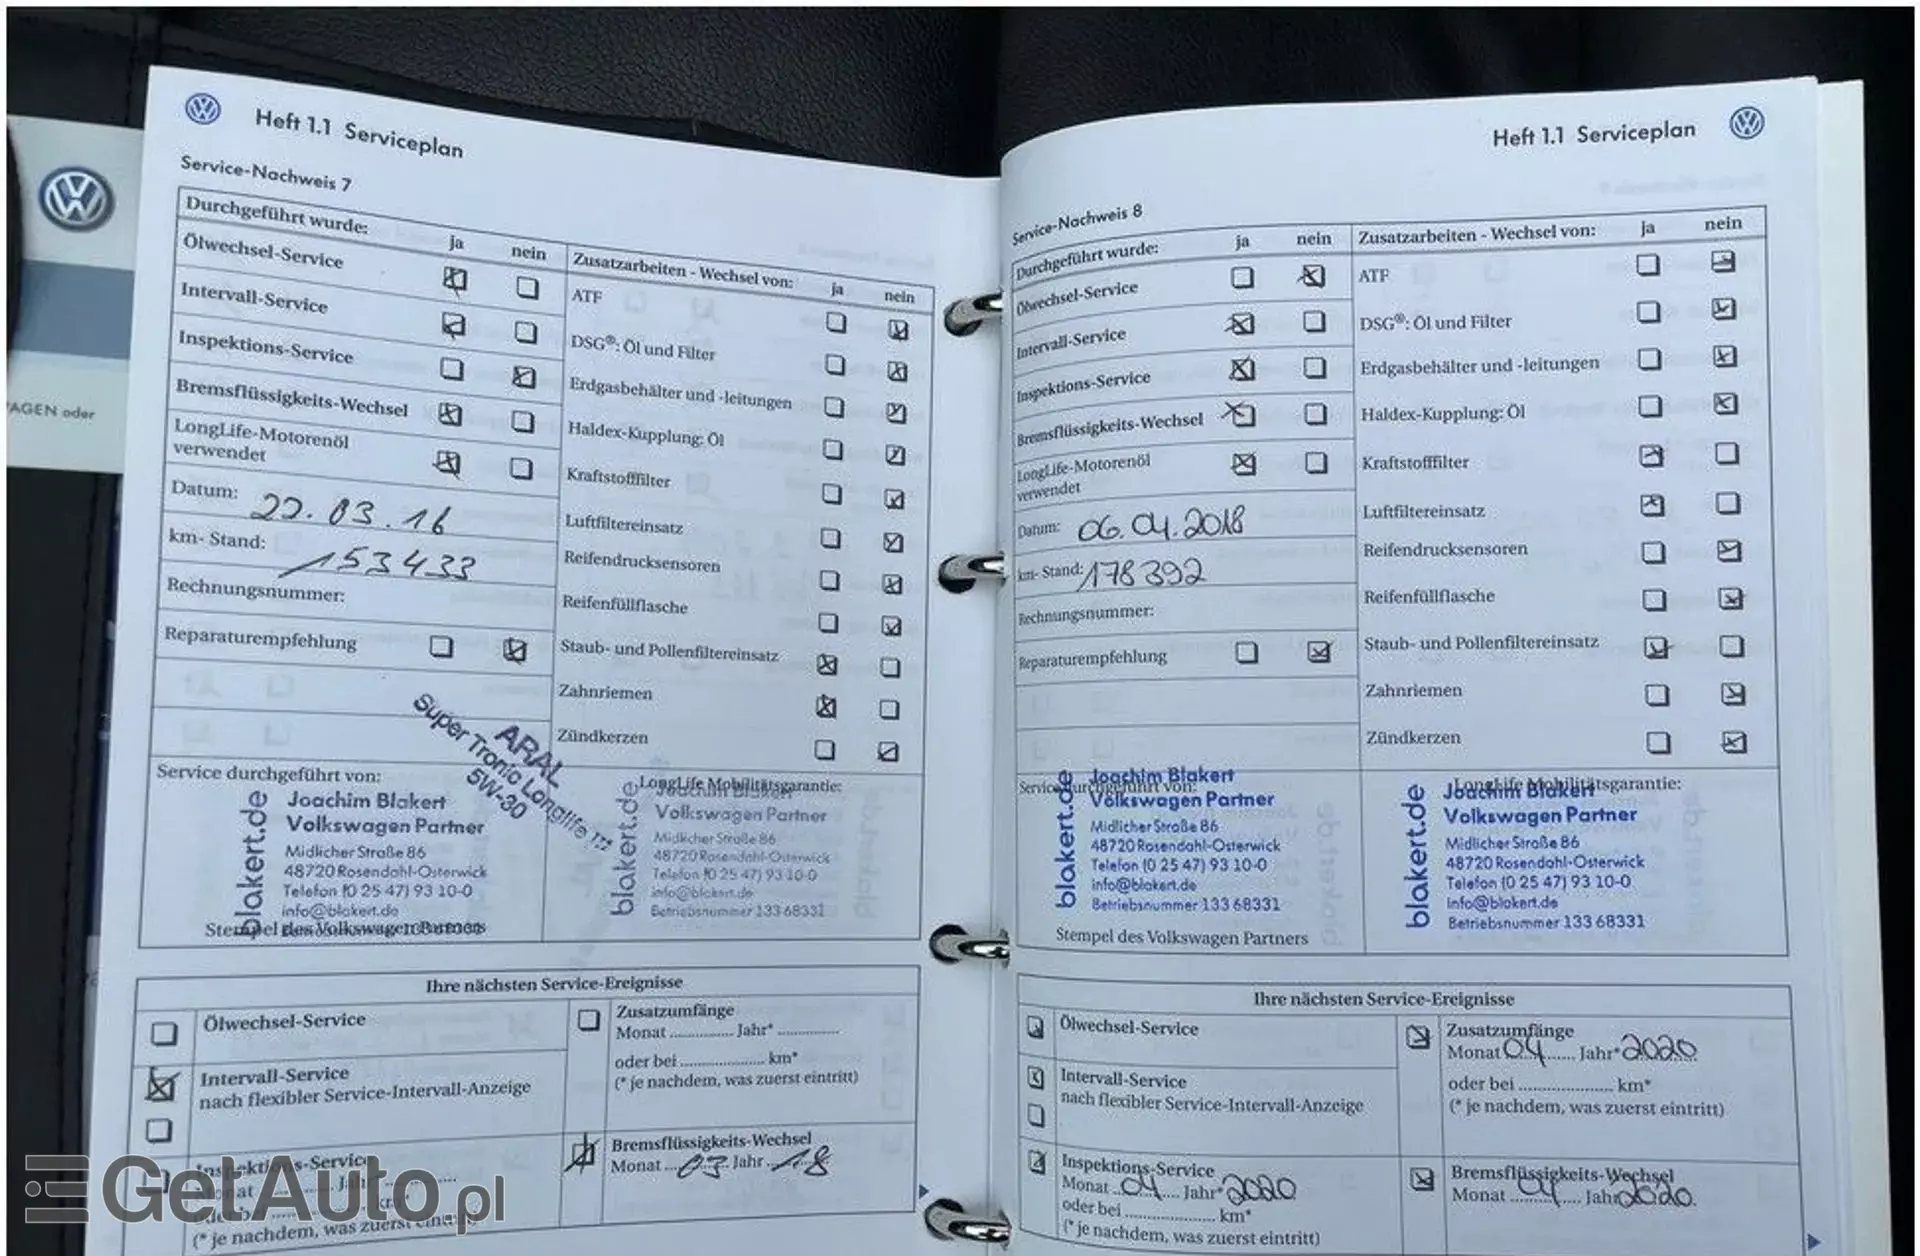 Heft 1.1 Serviceplan
Service-Nachweis 7
Durchgeführt wurde:
ja
nein
Ölwechsel-Service
Intervall-Service
Inspektions-Service
Bremsflüssigkeits-Wechsel
LongLife-Motorenöl
verwendet
Datum: 22.03.16
km- Stand: 153433
Rechnungsnummer:
Reparaturempfehlung
Zusatzarbeiten - Wechsel von:
ja
nein
ATF
DSG®: Öl und Filter
Erdgasbehälter und -leitungen
Haldex-Kupplung: Öl
Kraftstofffilter
Luftfiltereinsatz
Reifendrucksensoren
Reifenfüllflasche
Staub- und Pollenfiltereinsatz
Zahnriemen
Zündkerzen
ARAL
Super Tronic Longlife III
5W-30
Service durchgeführt von:
blakert.de
Joachim Blakert
Volkswagen Partner
Midlicher Straße 86
48720 Rosendahl-Osterwick
Telefon (0 25 47) 93 10-0
info@blakert.de
Stempel des Volkswagen Partners
LongLife Mobilitätsgarantie:
blakert.de
Joachim Blakert
Volkswagen Partner
Midlicher Straße 86
48720 Rosendahl-Osterwick
Telefon (0 25 47) 93 10-0
info@blakert.de
Betriebsnummer 133 68331
Ihre nächsten Service-Ereignisse
Ölwechsel-Service
Intervall-Service
nach flexibler Service-Intervall-Anzeige
Inspektions-Service
Monat .......... Jahr* ..........
oder bei .......... km*
(* je nachdem, was zuerst eintritt)
Zusatzumfänge
Monat .......... Jahr* ..........
oder bei .......... km*
(* je nachdem, was zuerst eintritt)
Bremsflüssigkeits-Wechsel
Monat 03 Jahr 18
Heft 1.1 Serviceplan
Service-Nachweis 8
Durchgeführt wurde:
ja
nein
Ölwechsel-Service
Intervall-Service
Inspektions-Service
Bremsflüssigkeits-Wechsel
LongLife-Motorenöl
verwendet
Datum: 06.04.2018
km- Stand: 178392
Rechnungsnummer:
Reparaturempfehlung
Zusatzarbeiten - Wechsel von:
ja
nein
ATF
DSG®: Öl und Filter
Erdgasbehälter und -leitungen
Haldex-Kupplung: Öl
Kraftstofffilter
Luftfiltereinsatz
Reifendrucksensoren
Reifenfüllflasche
Staub- und Pollenfiltereinsatz
Zahnriemen
Zündkerzen
Service durchgeführt von:
blakert.de
Joachim Blakert
Volkswagen Partner
Midlicher Straße 86
48720 Rosendahl-Osterwick
Telefon (0 25 47) 93 10-0
info@blakert.de
Betriebsnummer 133 68331
Stempel des Volkswagen Partners
LongLife Mobilitätsgarantie:
blakert.de
Joachim Blakert
Volkswagen Partner
Midlicher Straße 86
48720 Rosendahl-Osterwick
Telefon (0 25 47) 93 10-0
info@blakert.de
Betriebsnummer 133 68331
Ihre nächsten Service-Ereignisse
Ölwechsel-Service
Intervall-Service
nach flexibler Service-Intervall-Anzeige
Inspektions-Service
Monat 04 Jahr* 2020
oder bei .......... km*
(* je nachdem, was zuerst eintritt)
Zusatzumfänge
Monat 04 Jahr* 2020
oder bei .......... km*
(* je nachdem, was zuerst eintritt)
Bremsflüssigkeits-Wechsel
Monat 04 Jahr 2020
AGEN oder
GetAuto.pl